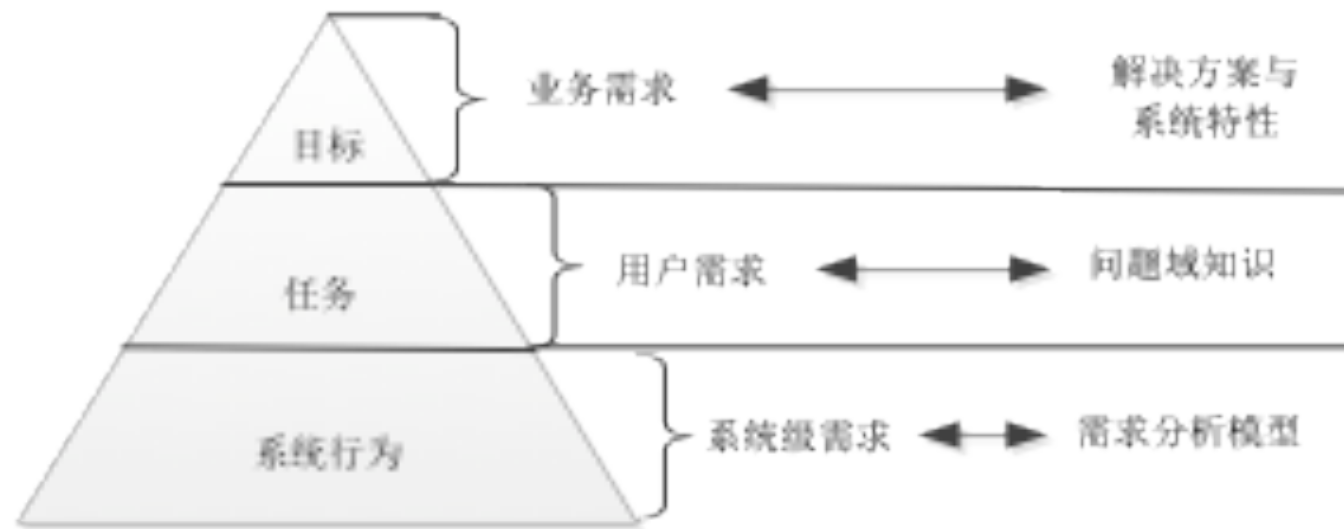 目标
业务需求
解决方案与
系统特性
任务
用户需求
问题域知识
系统行为
系统级需求
需求分析模型